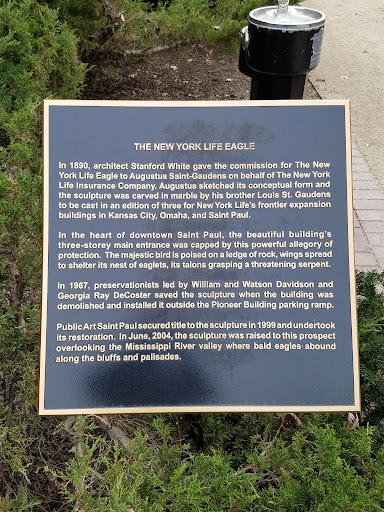 THE NEW YORK LIFE EAGLE
In 1890, architect Stanford White gave the commission for The New
York Life Eagle to Augustus Saint-Gaudens on behalf of The New York
Life Insurance Company. Augustus sketched its conceptual form and
the sculpture was carved in marble by his brother Louis St. Gaudens
to be cast in an edition of three for New York Life's frontier expansion
buildings in Kansas City, Omaha, and Saint Paul.
In the heart of downtown Saint Paul, the beautiful building's
three-storey main entrance was capped by this powerful allegory of
protection. The majestic bird is poised on a ledge of rock, wings spread
to shelter its nest of eaglets, its talons grasping a threatening serpent.
In 1967, preservationists led by William and Watson Davidson and
Georgia Ray DeCoster saved the sculpture when the building was
demolished and installed it outside the Pioneer Building parking ramp.
Public Art Saint Paul secured title to the sculpture in 1999 and undertook
its restoration. In June, 2004, the sculpture was raised to this prospect
overlooking the Mississippi River valley where bald eagles abound
along the bluffs and palisades.